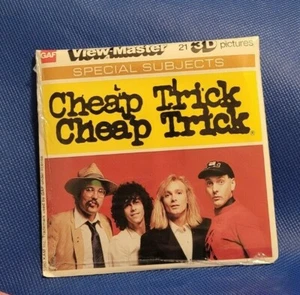 GAF View-Master 21 3D pictures
SPECIAL SUBJECTS
Cheap Trick
Cheap Trick